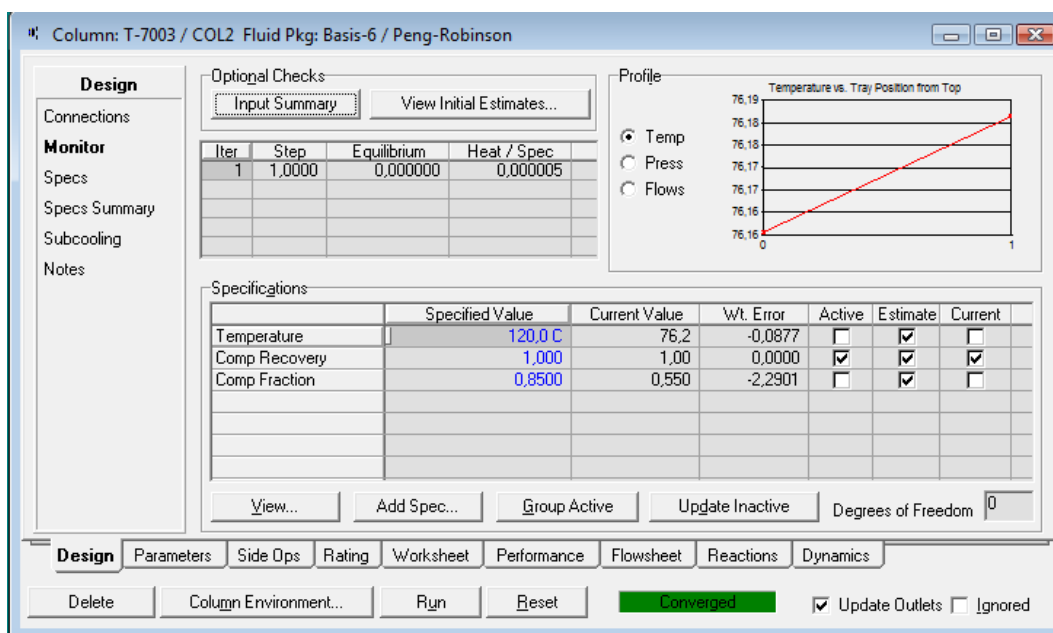 Column: T-7003 / COL2 Fluid Pkg: Basis-6 / Peng-Robinson
Design
Connections
Monitor
Specs
Specs Summary
Subcooling
Notes
Optional Checks
Input Summary
View Initial Estimates...
Iter Step Equilibrium Heat / Spec
1 1,0000 0,000000 0,000005
Profile
Temp
Press
Flows
Temperature vs. Tray Position from Top
76,19
76,18
76,18
76,17
76,17
76,16
76,16
0 1
Specifications
Specified Value Current Value Wt. Error Active Estimate Current
Temperature 120,0 C 76,2 -0,0877
Comp Recovery 1,000 1,00 0,0000
Comp Fraction 0,8500 0,550 -2,2901
View... Add Spec... Group Active Update Inactive Degrees of Freedom 0
Design Parameters Side Ops Rating Worksheet Performance Flowsheet Reactions Dynamics
Delete Column Environment... Run Reset Converged Update Outlets Ignored